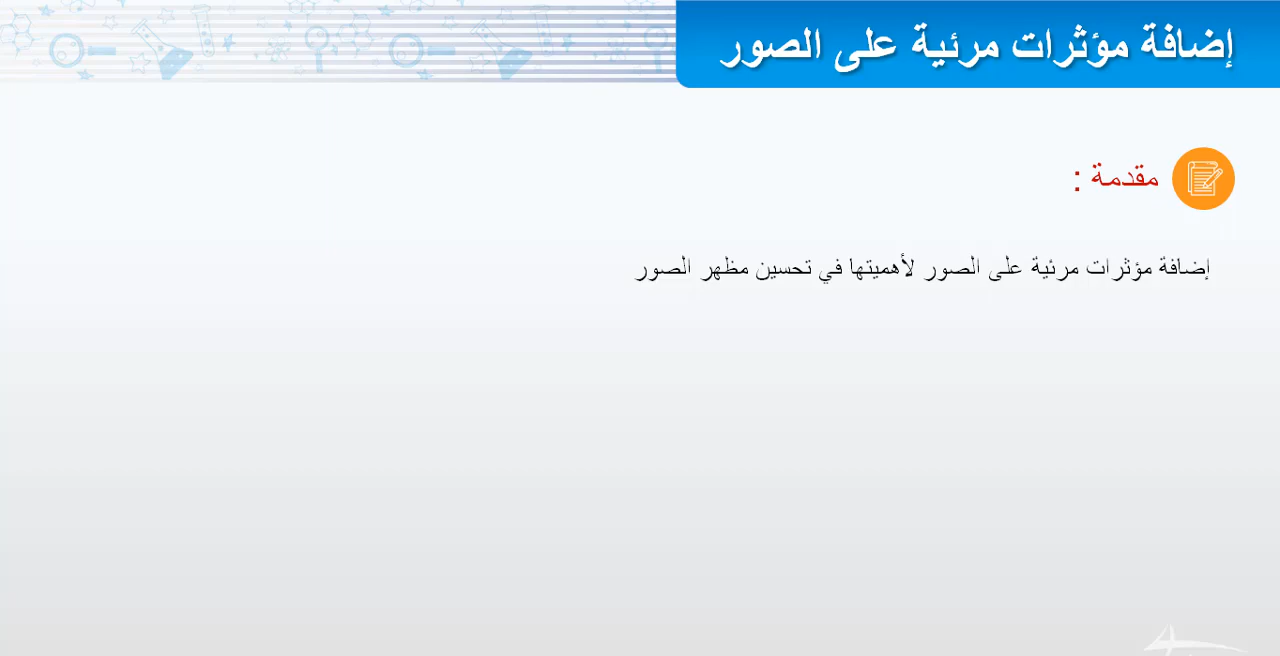 إضافة مؤثرات مرئية على الصور
مقدمة :
إضافة مؤثرات مرئية على الصور لأهميتها في تحسين مظهر الصور